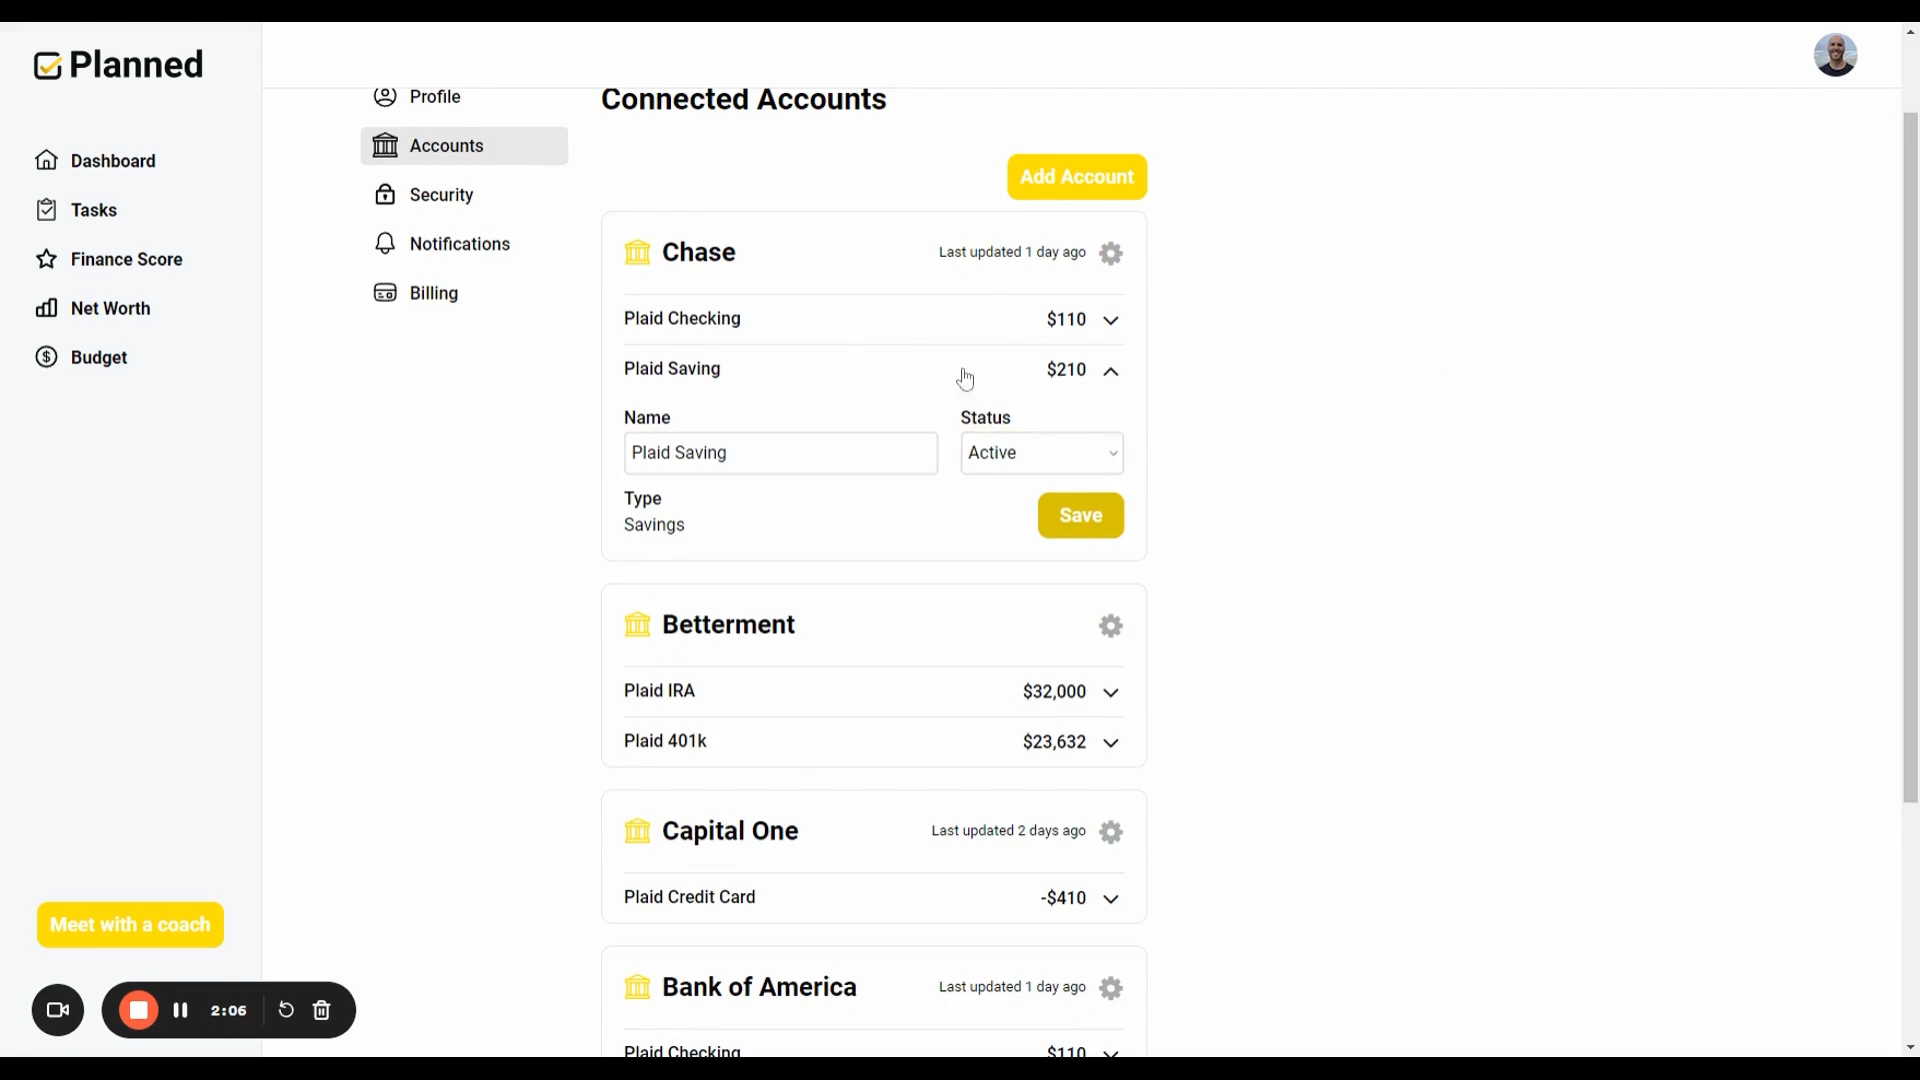 Planned
Dashboard
Tasks
Finance Score
Net Worth
Budget
Meet with a coach
2:06
Profile
Accounts
Security
Notifications
Billing
Connected Accounts
Add Account
Chase Last updated 1 day ago
Plaid Checking $110
Plaid Saving $210
Name Status
Plaid Saving Active
Type
Savings
Save
Betterment
Plaid IRA $32,000
Plaid 401k $23,632
Capital One Last updated 2 days ago
Plaid Credit Card -$410
Bank of America Last updated 1 day ago
Plaid Checking $110